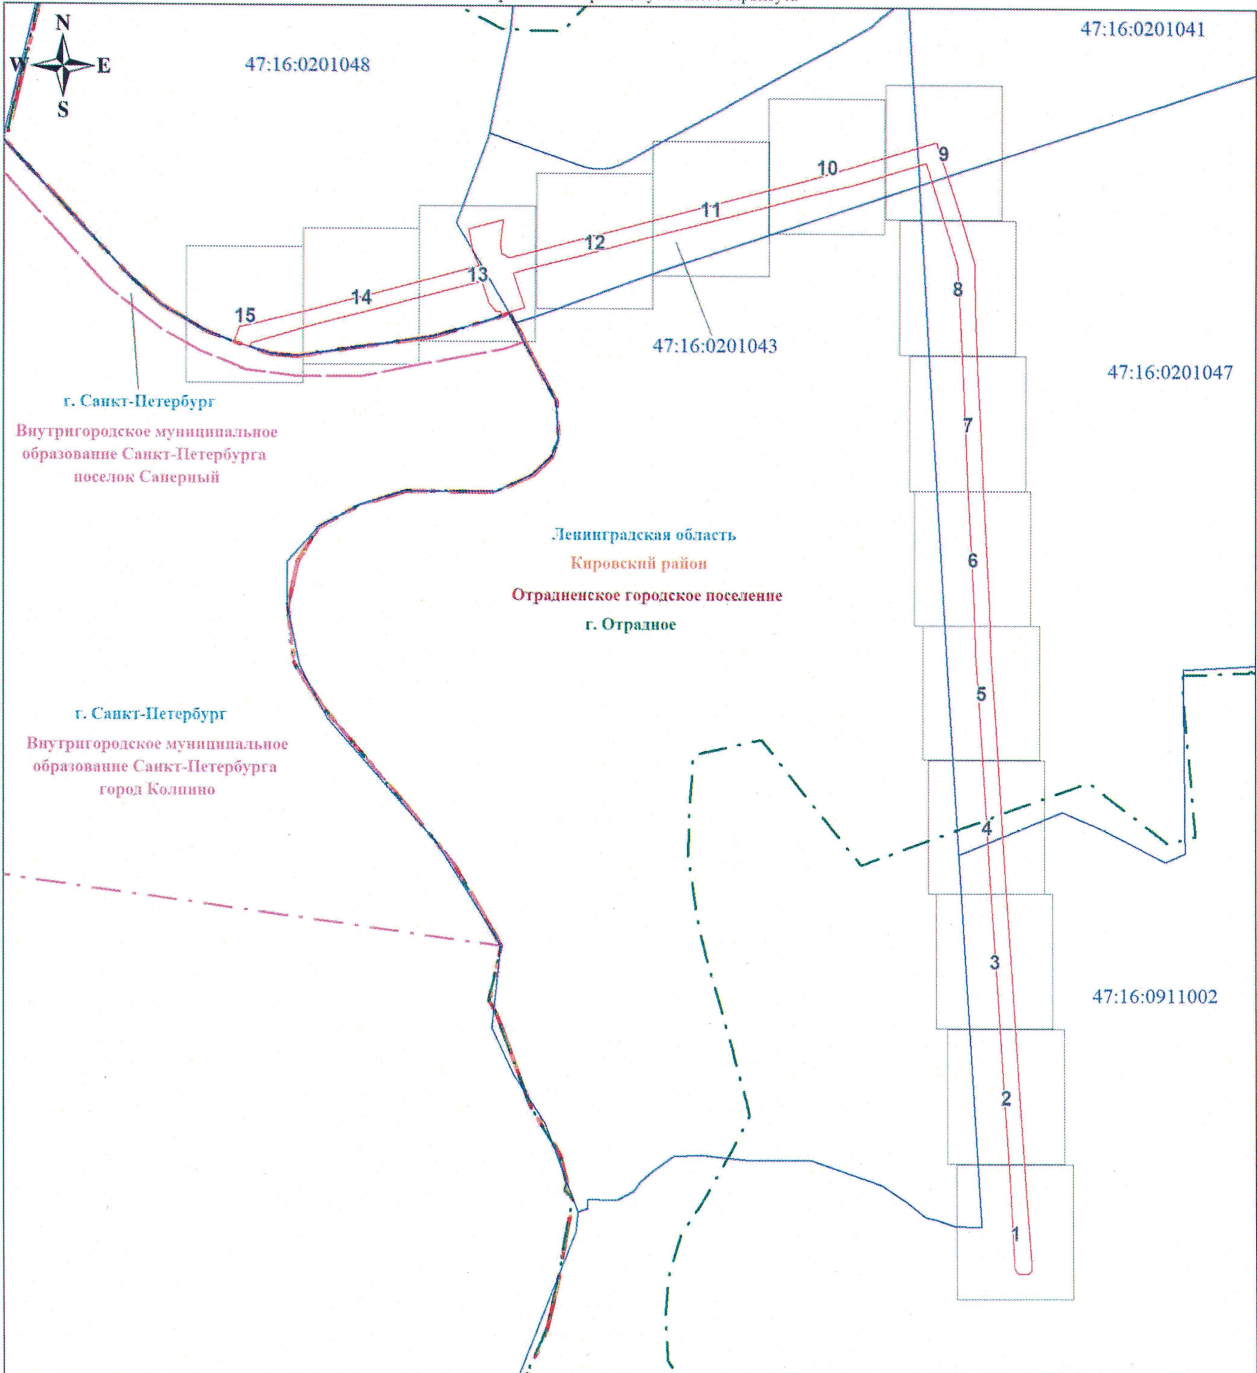 N
W
E
S
47:16:0201048
47:16:0201041
9
10
11
12
13
14
15
8
47:16:0201043
47:16:0201047
г. Санкт-Петербург
Внутригородское муниципальное
образование Санкт-Петербурга
поселок Саперный
7
Ленинградская область
Кировский район
Отрадненское городское поселение
г. Отрадное
6
5
г. Санкт-Петербург
Внутригородское муниципальное
образование Санкт-Петербурга
город Колпино
4
3
47:16:0911002
2
1